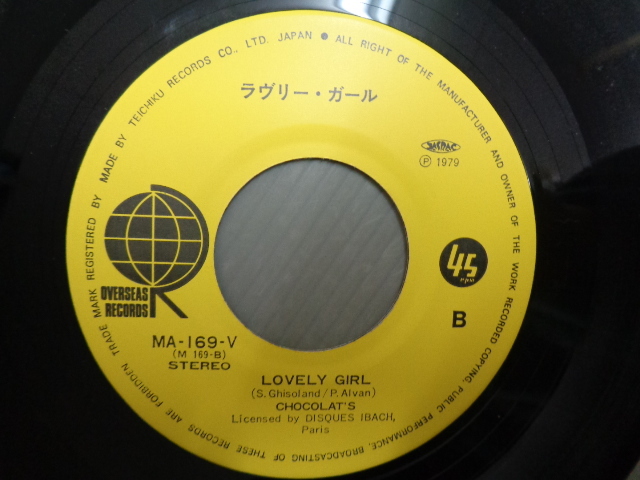 TRADE MARK REGISTERED BY MADE BY TEICHIKU RECORDS CO., LTD. JAPAN • ALL RIGHT OF THE MANUFACTURER AND OWNER OF THE WORK RECORDED COPYING, PUBLIC PERFORMANCE, BROADCASTING OF THESE RECORDS ARE FORBIDDEN
ラヴリー・ガール
JASRAC
Ⓟ 1979
OVERSEAS
RECORDS
R
45
rpm
B
MA-169-V
(M 169-B)
STEREO
LOVELY GIRL
(S. Ghisoland/P. Alvan)
CHOCOLAT'S
Licensed by DISQUES IBACH,
Paris